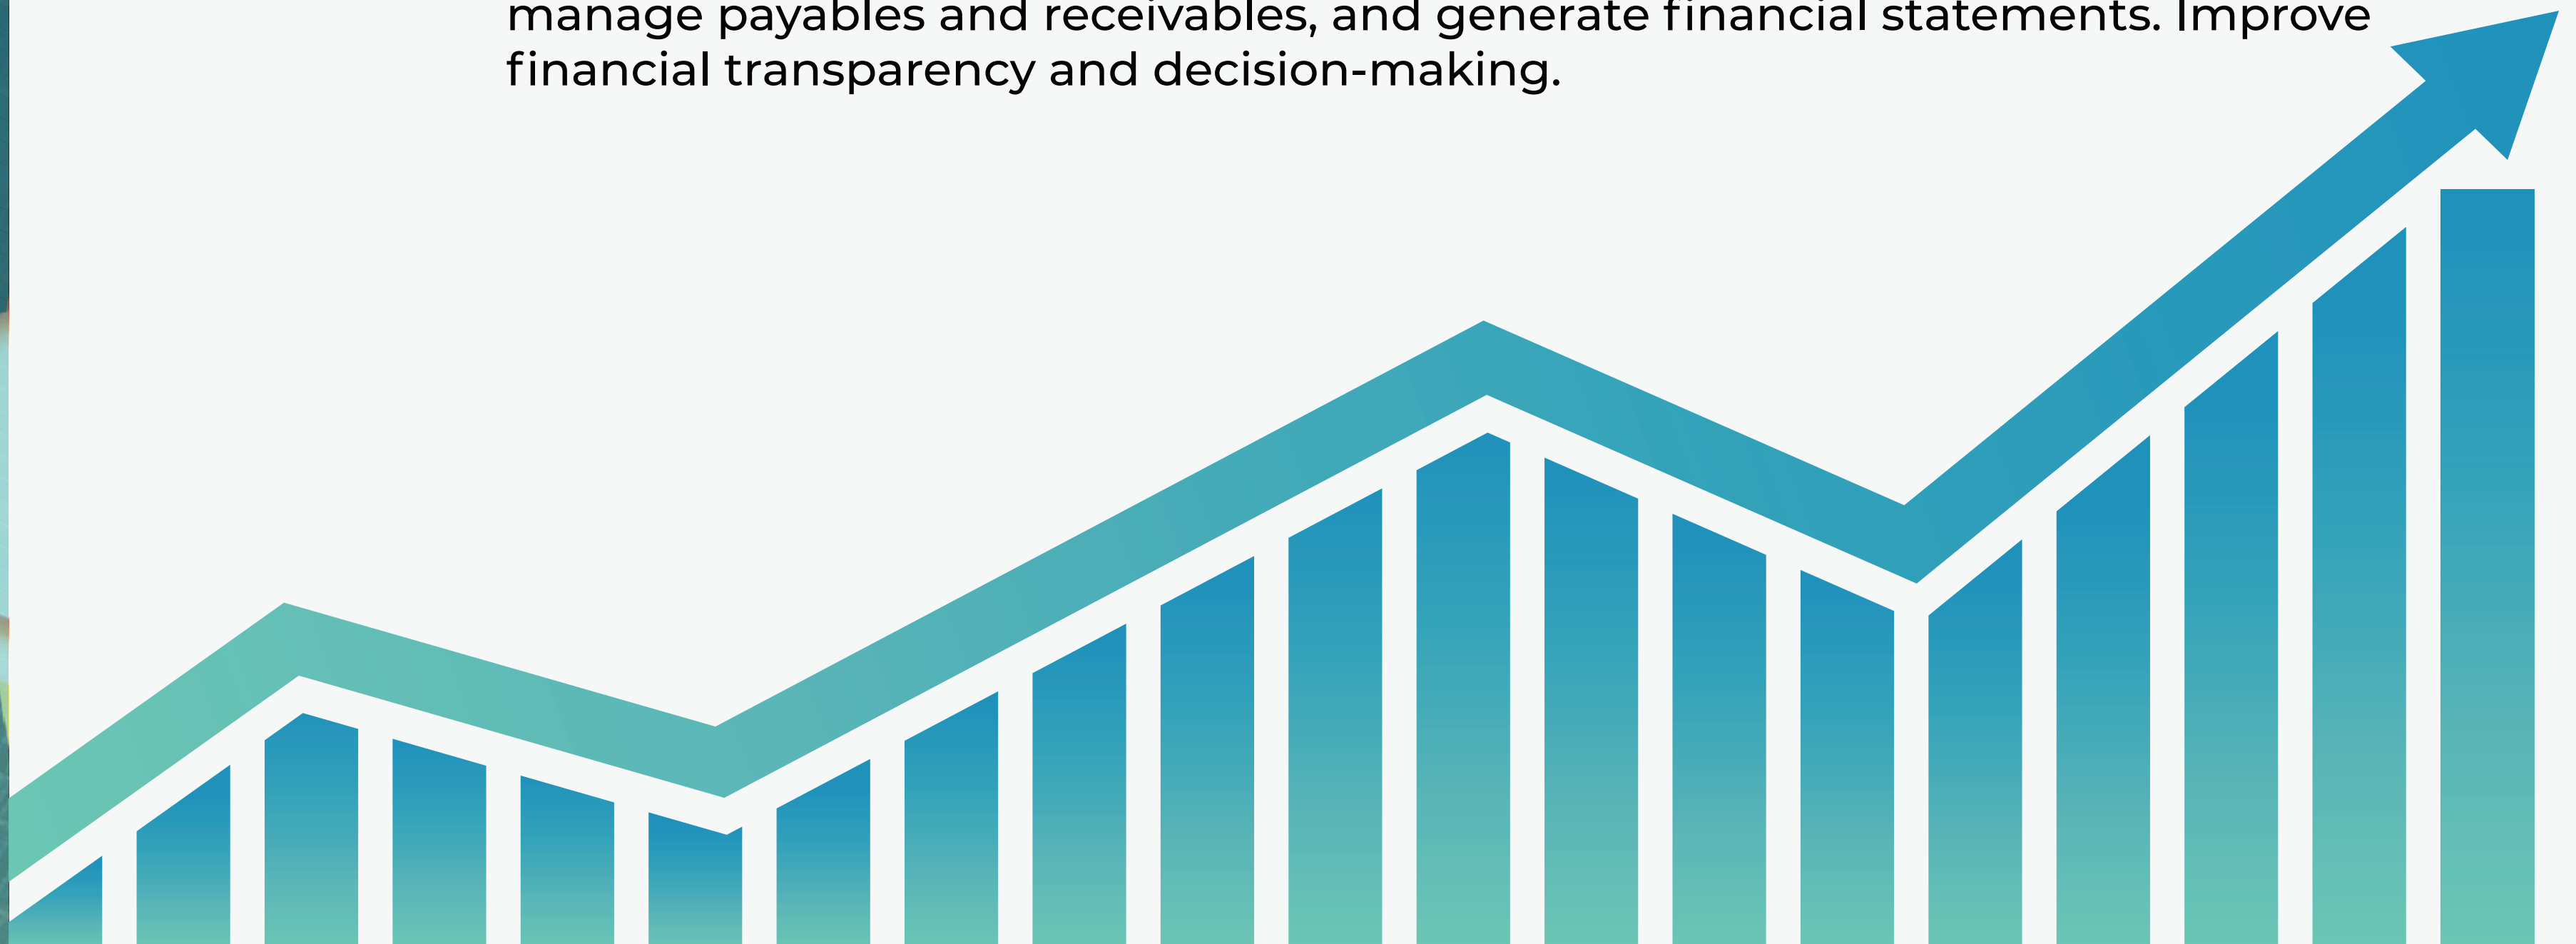 manage payables and receivables, and generate financial statements. Improve
financial transparency and decision-making.